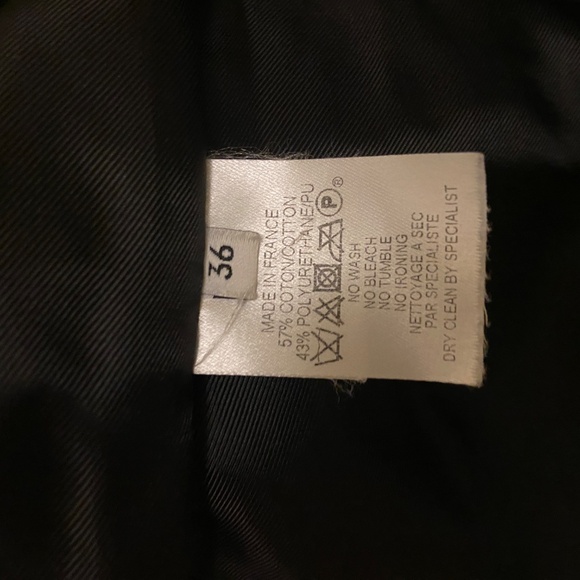 36
MADE IN FRANCE
57% COTON/COTTON
43% POLYURETHANE/PU
P ®
NO WASH
NO BLEACH
NO TUMBLE
NO IRONING
NETTOYAGE A SEC
PAR SPECIALISTE
DRY CLEAN BY SPECIALIST